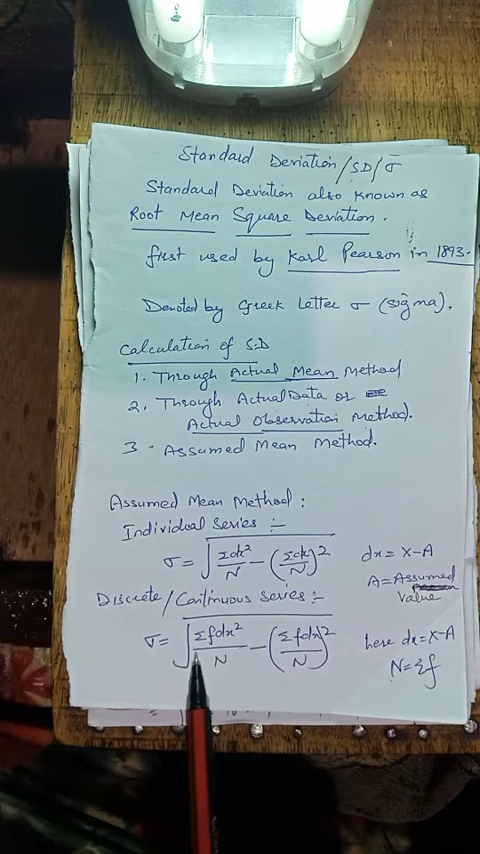 Standard Deviation/SD/σ
Standard Deviation also known as
Root Mean Square Deviation.
first used by Karl Pearson in 1893.
Denoted by Greek Letter σ (sigma).
Calculation of S.D
1. Through Actual Mean Method
2. Through Actual Data or
Actual Observation Method.
3 - Assumed Mean Method.
Assumed Mean Method:
Individual Series :-
σ = √(Σdx²/N - (Σdx/N)²) dx = X-A
A = Assumed
Value
Discrete/Continuous Series :-
σ = √(Σfdx²/N - (Σfdx/N)²) here dx = X-A
N = Σf